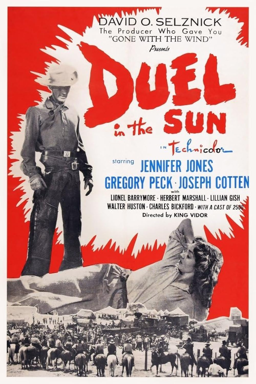 DAVID O. SELZNICK
The Producer Who Gave You
"GONE WITH THE WIND"
Presents
DUEL
in the SUN
IN Technicolor
starring
JENNIFER JONES
GREGORY PECK · JOSEPH COTTEN
with
LIONEL BARRYMORE · HERBERT MARSHALL · LILLIAN GISH
WALTER HUSTON · CHARLES BICKFORD · WITH A CAST OF 2500
Directed by KING VIDOR